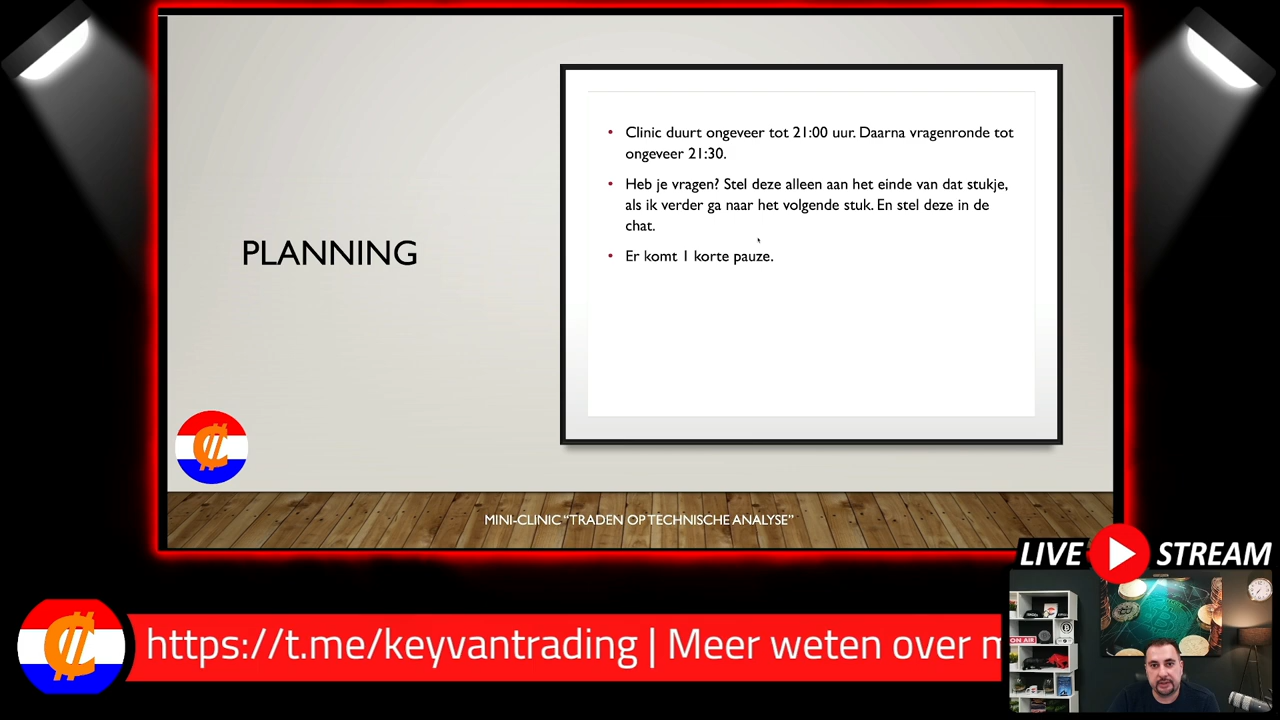 PLANNING
• Clinic duurt ongeveer tot 21:00 uur. Daarna vragenronde tot
ongeveer 21:30.
• Heb je vragen? Stel deze alleen aan het einde van dat stukje,
als ik verder ga naar het volgende stuk. En stel deze in de
chat.
• Er komt 1 korte pauze.
MINI-CLINIC “TRADEN OP TECHNISCHE ANALYSE”
LIVE STREAM
ON AIR
https://t.me/keyvantrading | Meer weten over m